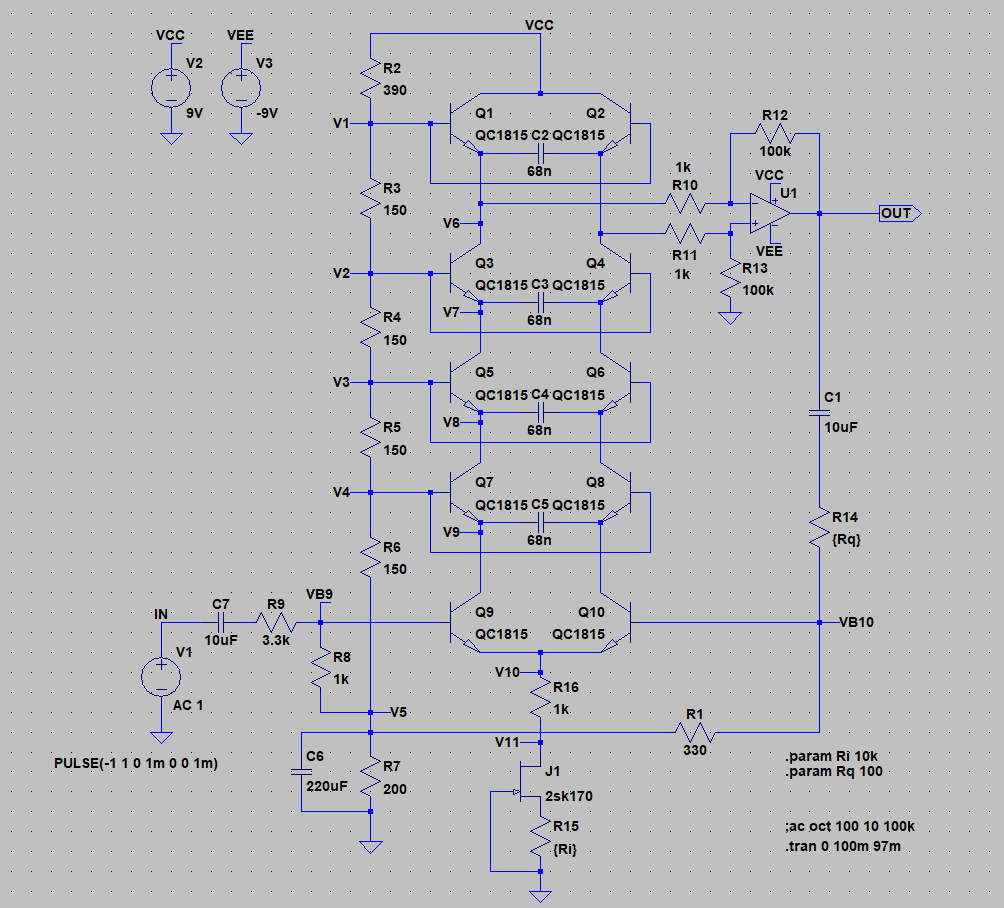 VCC
VCC
VEE
V2
V3
9V
-9V
R2
390
V1
Q1
Q2
QC1815
C2
QC1815
68n
R12
100k
1k
R10
VCC
U1
OUT
R3
150
V6
R11
1k
VEE
R13
100k
V2
Q3
Q4
QC1815
C3
QC1815
68n
V7
R4
150
V3
Q5
Q6
QC1815
C4
QC1815
68n
V8
C1
10uF
R5
150
V4
Q7
Q8
QC1815
C5
QC1815
68n
V9
R14
{Rq}
R6
150
IN
C7
10uF
R9
3.3k
VB9
Q9
Q10
QC1815
QC1815
VB10
V1
AC 1
R8
1k
V10
R16
1k
V5
R1
330
V11
PULSE(-1 1 0 1m 0 0 1m)
C6
220uF
R7
200
J1
2sk170
R15
{Ri}
.param Ri 10k
.param Rq 100
;ac oct 100 10 100k
.tran 0 100m 97m